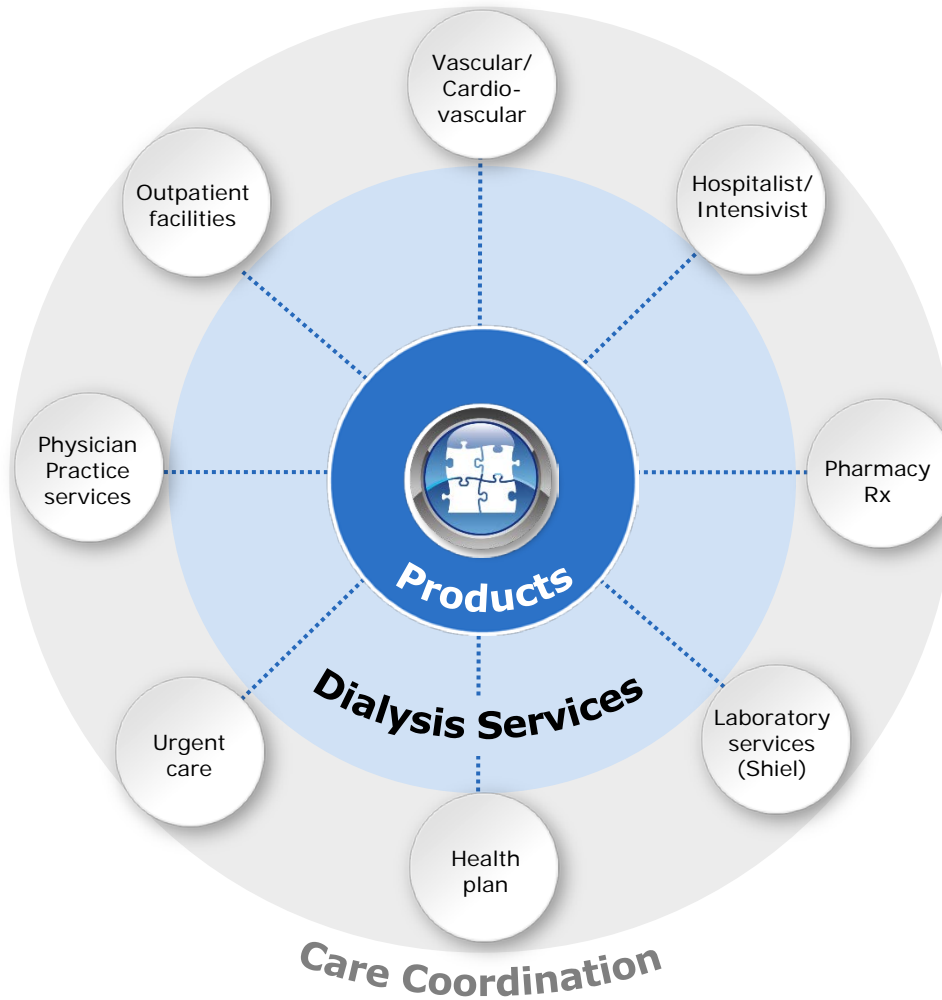 Vascular/
Cardio-
vascular
Hospitalist/
Intensivist
Outpatient
facilities
Physician
Practice
services
Pharmacy
Rx
Products
Dialysis Services
Laboratory
services
(Shiel)
Urgent
care
Health
plan
Care Coordination